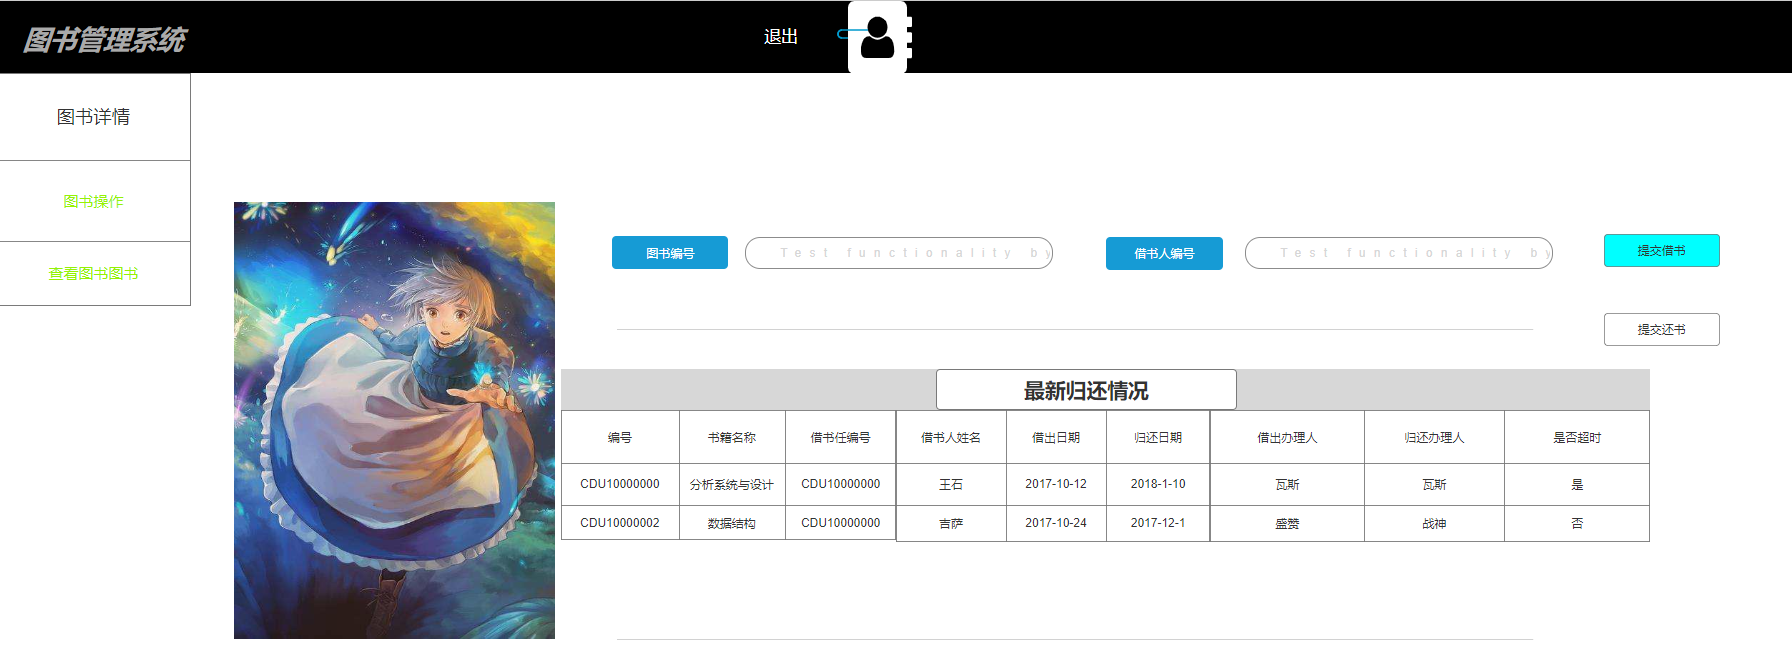 图书管理系统
退出
图书详情
图书操作
查看图书图书
图书编号 Test functionality by 借书人编号 Test functionality by 提交借书
提交还书
最新归还情况
编号 书籍名称 借书任编号 借书人姓名 借出日期 归还日期 借出办理人 归还办理人 是否超时
CDU10000000 分析系统与设计 CDU10000000 王石 2017-10-12 2018-1-10 瓦斯 瓦斯 是
CDU10000002 数据结构 CDU10000000 吉萨 2017-10-24 2017-12-1 盛赞 战神 否